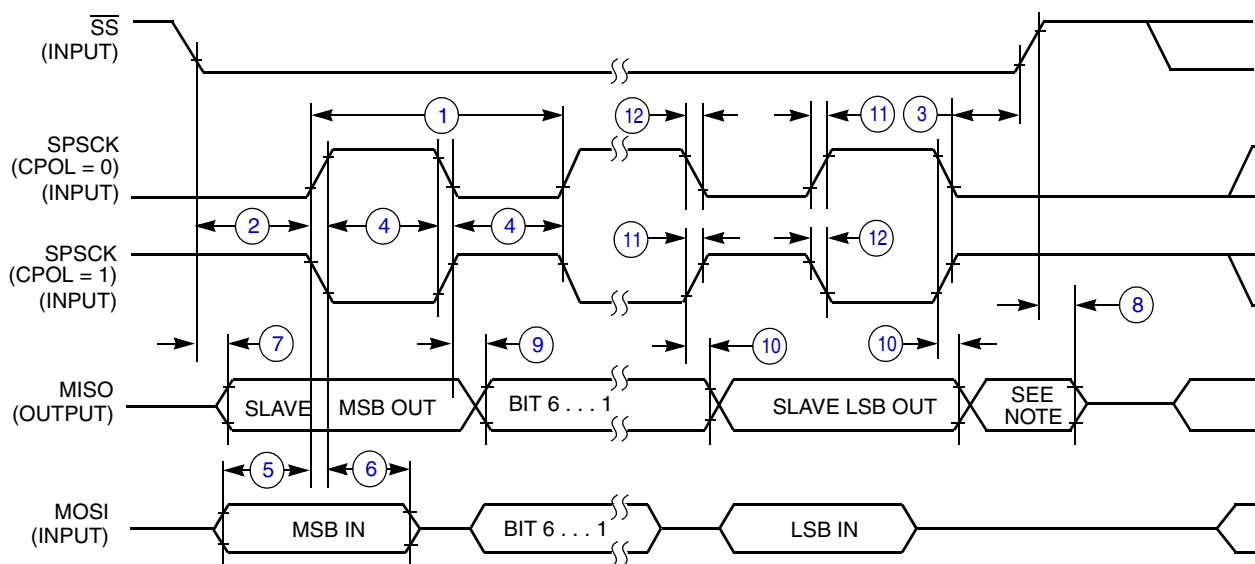 SS
(INPUT)
1
12
11
3
SPSCK
(CPOL = 0)
(INPUT)
2
4
4
SPSCK
(CPOL = 1)
(INPUT)
11
12
8
7
9
10
10
MISO
(OUTPUT)
SLAVE
MSB OUT
BIT 6 . . . 1
SLAVE LSB OUT
SEE
NOTE
5
6
MOSI
(INPUT)
MSB IN
BIT 6 . . . 1
LSB IN